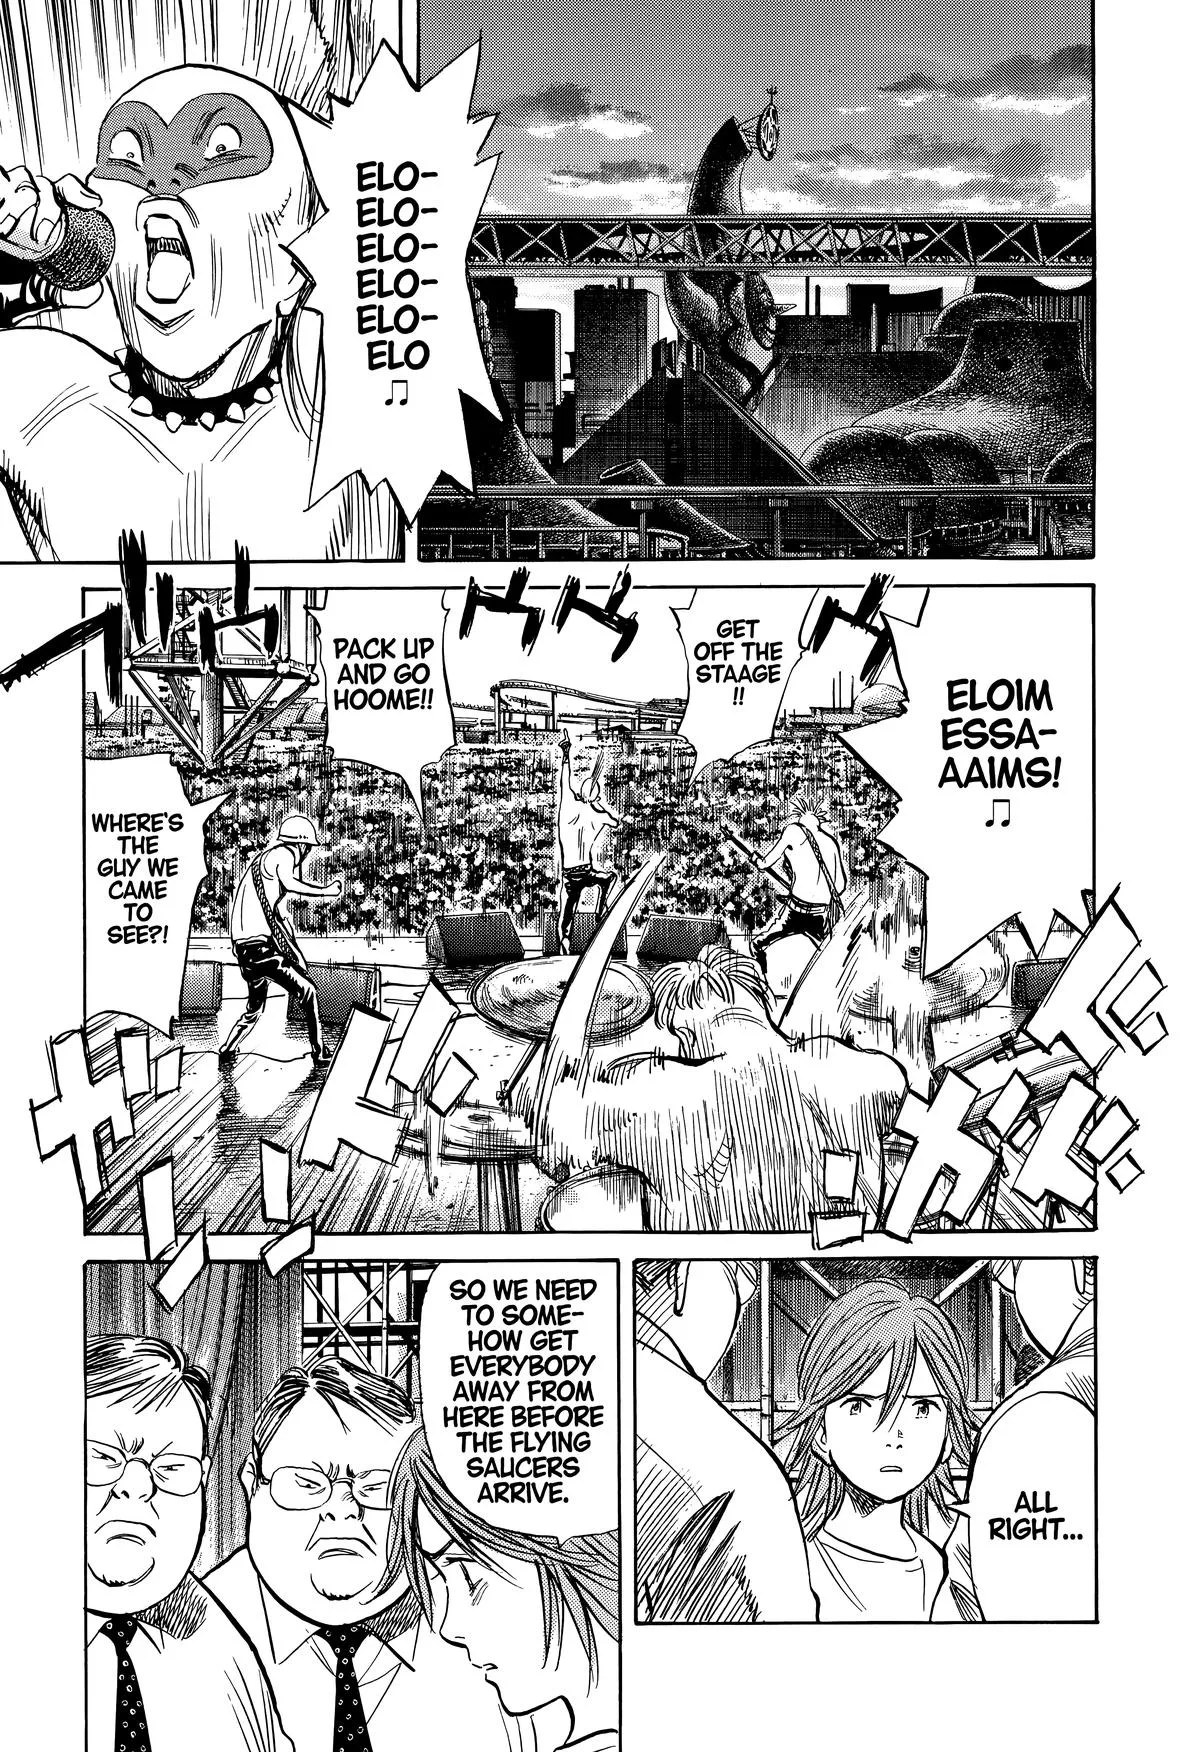 ELO-
ELO-
ELO-
ELO-
ELO-
ELO
♫
ELOIM
ESSA-
AAIMS!
♫
GET
OFF THE
STAAGE
!!
PACK UP
AND GO
HOOME!!
WHERE'S
THE
GUY WE
CAME
TO
SEE?!
ALL
RIGHT...
SO WE NEED
TO SOME-
HOW GET
EVERYBODY
AWAY FROM
HERE BEFORE
THE FLYING
SAUCERS
ARRIVE.